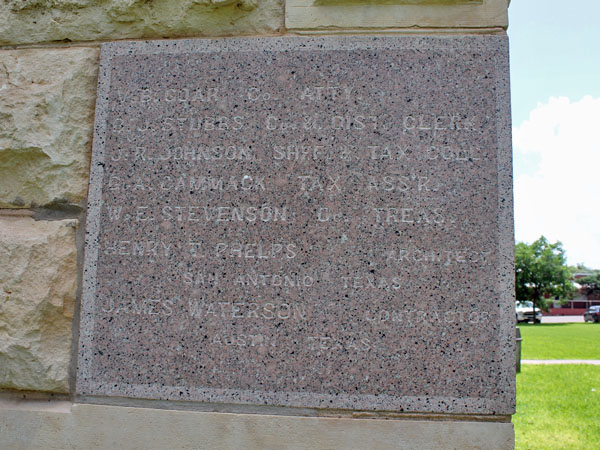 B. COAR, Co. ATTY.
J. STUBBS Co. & DIST. CLERK
J.R. JOHNSON SHFF. & TAX COLL.
CAMMACK TAX ASS'R.
W.E. STEVENSON Co. TREAS.
HENRY T. PHELPS ARCHITECT
SAN ANTONIO TEXAS
JAMES WATERSON CONTRACTOR
AUSTIN TEXAS